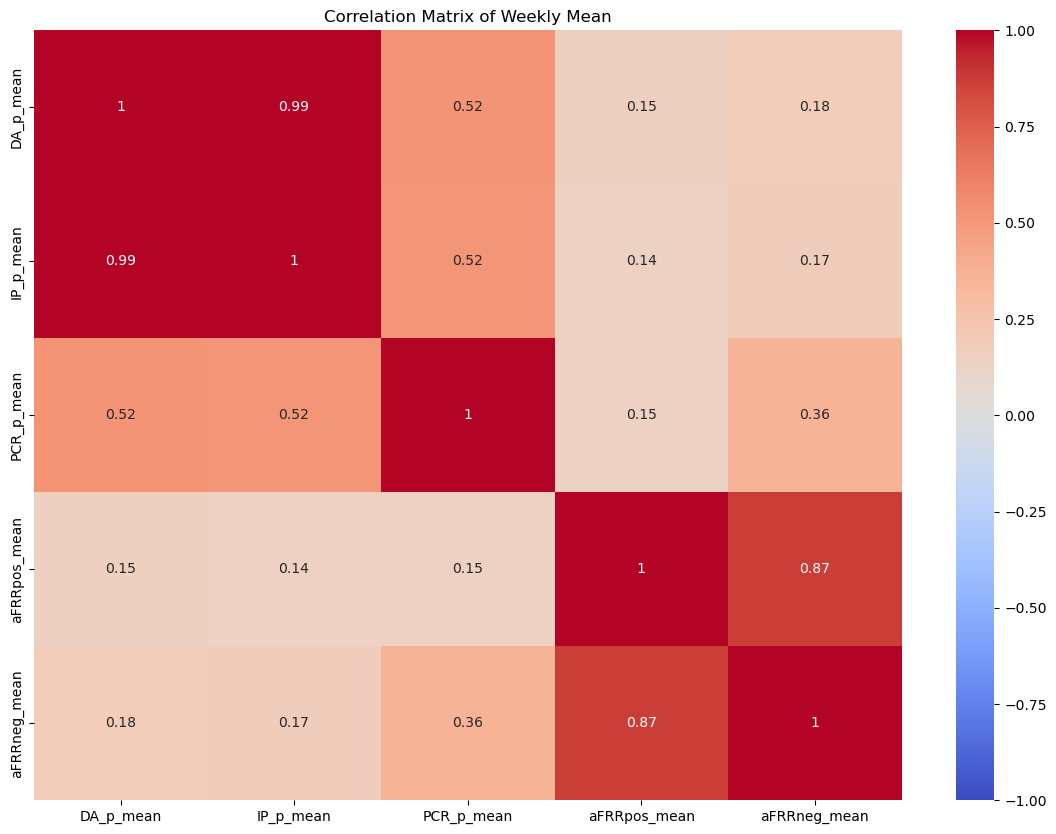 Correlation Matrix of Weekly Mean
DA_p_mean
1 0.99 0.52 0.15 0.18
IP_p_mean
0.99 1 0.52 0.14 0.17
PCR_p_mean
0.52 0.52 1 0.15 0.36
aFRRpos_mean
0.15 0.14 0.15 1 0.87
aFRRneg_mean
0.18 0.17 0.36 0.87 1
DA_p_mean IP_p_mean PCR_p_mean aFRRpos_mean aFRRneg_mean
1.00
0.75
0.50
0.25
0.00
−0.25
−0.50
−0.75
−1.00